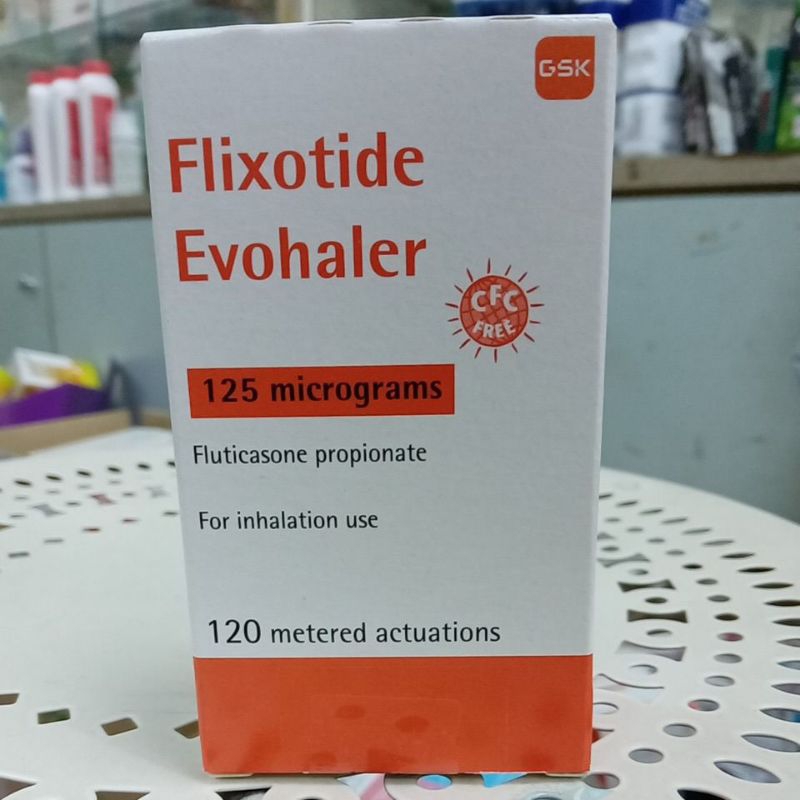 GSK
Flixotide
Evohaler
CFC
FREE
125 micrograms
Fluticasone propionate
For inhalation use
120 metered actuations